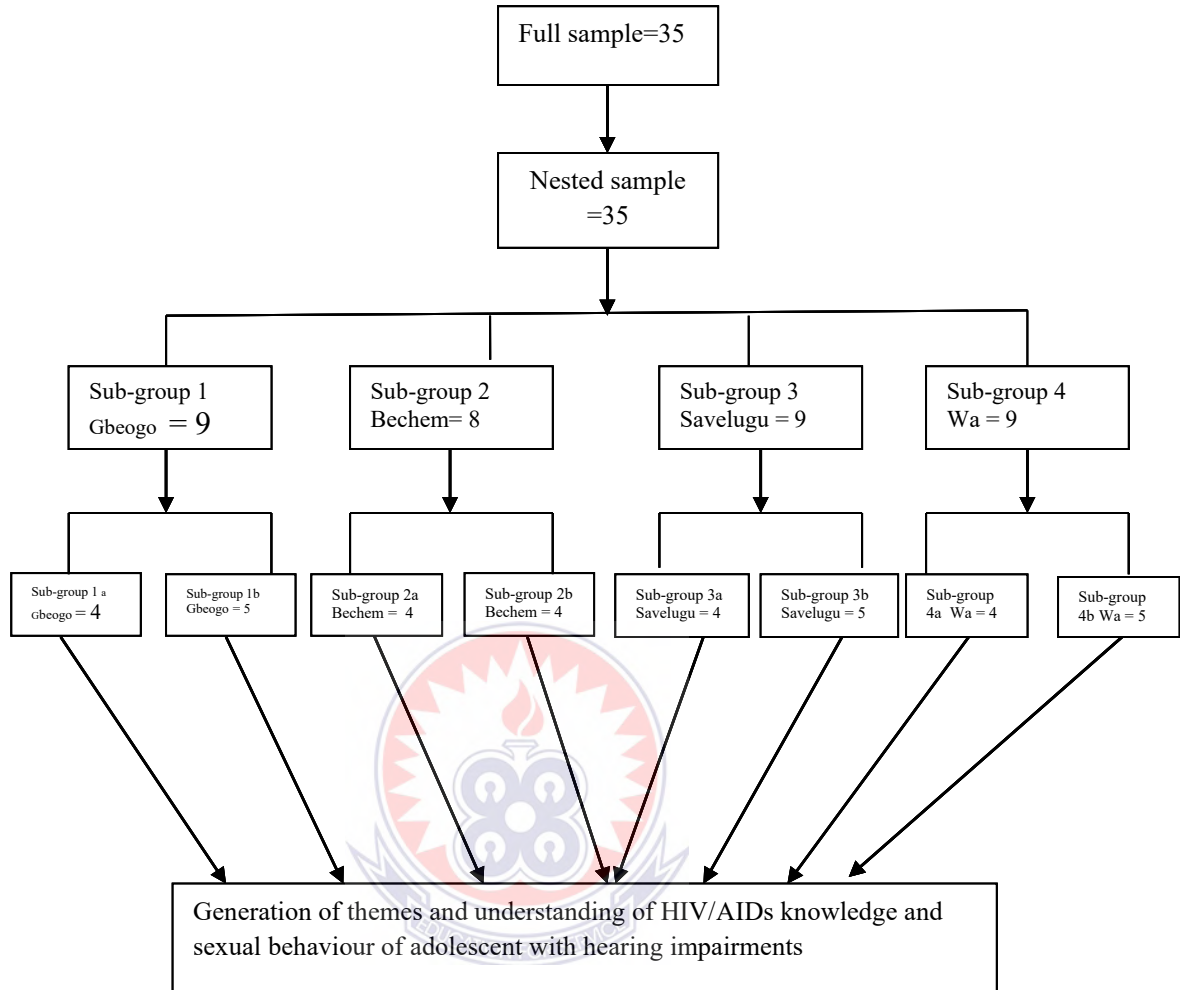 Full sample=35
Nested sample
=35
Sub-group 1
Gbeogo = 9
Sub-group 2
Bechem= 8
Sub-group 3
Savelugu = 9
Sub-group 4
Wa = 9
Sub-group 1 a
Gbeogo = 4
Sub-group 1b
Gbeogo = 5
Sub-group 2a
Bechem = 4
Sub-group 2b
Bechem = 4
Sub-group 3a
Savelugu = 4
Sub-group 3b
Savelugu = 5
Sub-group
4a Wa = 4
Sub-group
4b Wa = 5
Generation of themes and understanding of HIV/AIDs knowledge and
sexual behaviour of adolescent with hearing impairments